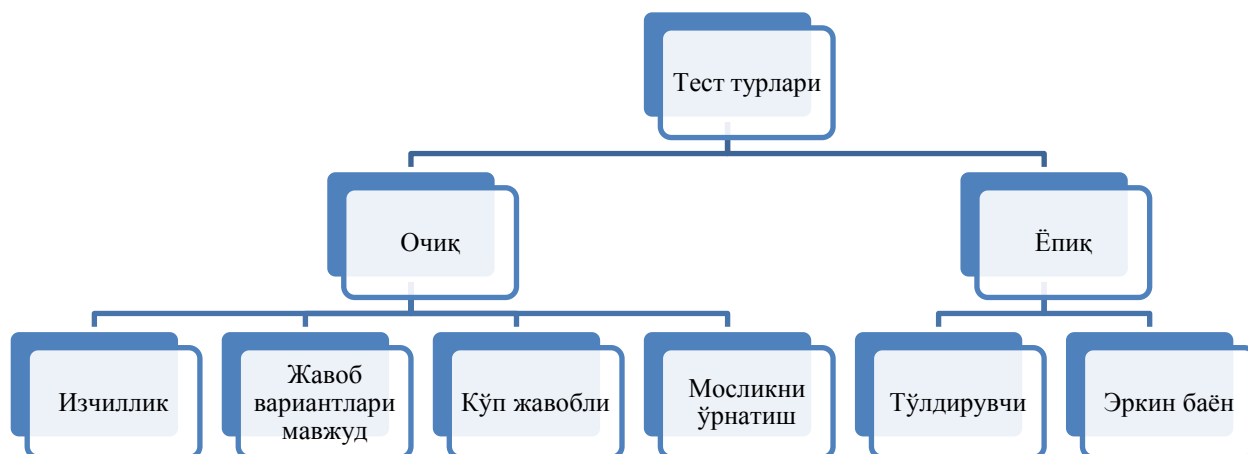 Тест турлари
Очиқ
Ёпиқ
Изчиллик
Жавоб
вариантлари
мавжуд
Кўп жавобли
Мосликни
ўрнатиш
Тўлдирувчи
Эркин баён